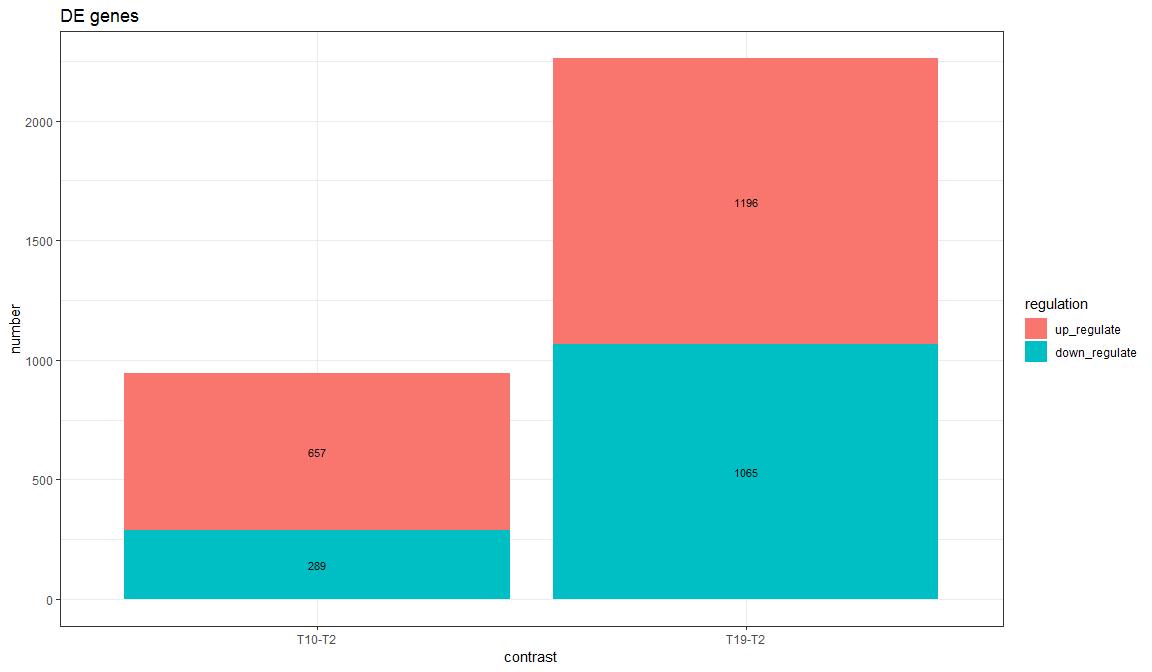 DE genes
number
2000
1500
1000
500
0
1196
657
1065
289
T10-T2
T19-T2
contrast
regulation
up_regulate
down_regulate